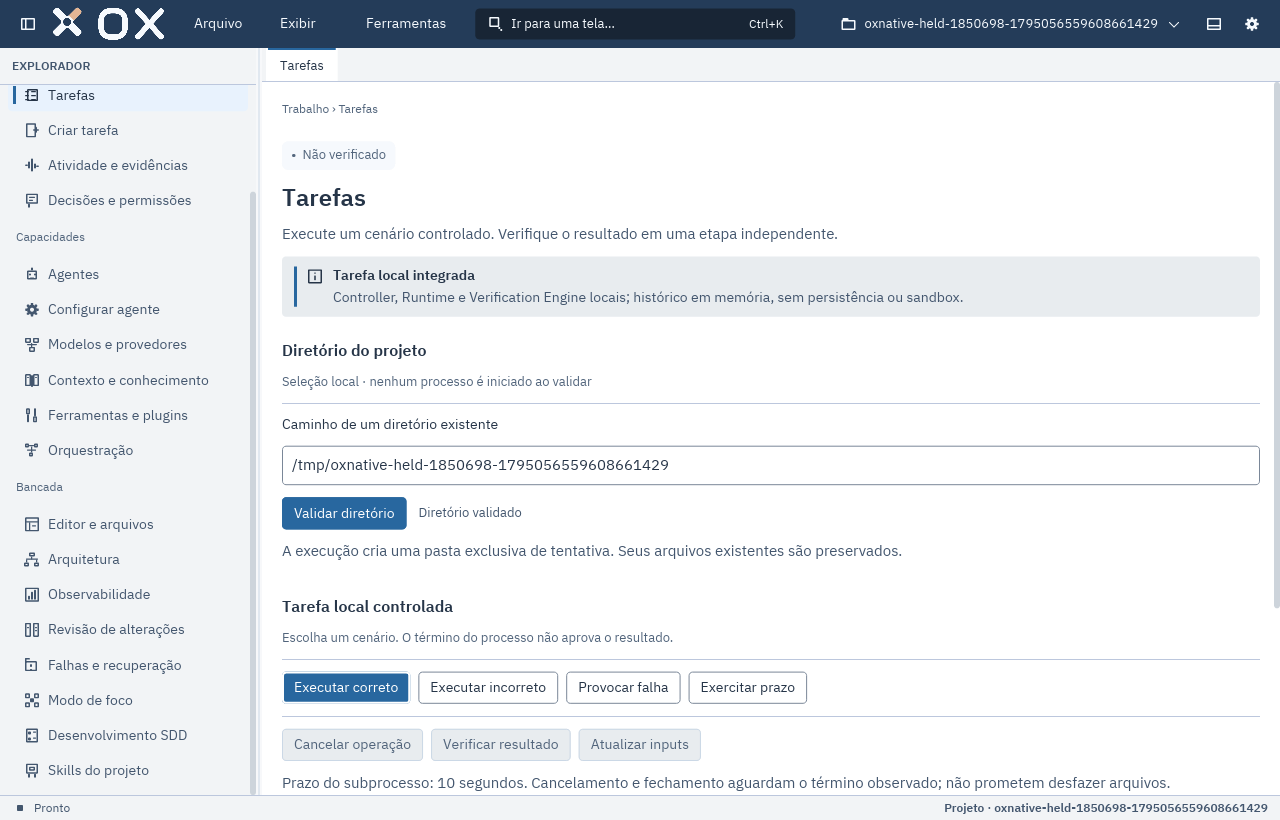 OX
Arquivo
Exibir
Ferramentas
Ir para uma tela...
Ctrl+K
oxnative-held-1850698-1795056559608661429
EXPLORADOR
Tarefas
Criar tarefa
Atividade e evidências
Decisões e permissões
Capacidades
Agentes
Configurar agente
Modelos e provedores
Contexto e conhecimento
Ferramentas e plugins
Orquestração
Bancada
Editor e arquivos
Arquitetura
Observabilidade
Revisão de alterações
Falhas e recuperação
Modo de foco
Desenvolvimento SDD
Skills do projeto
Tarefas
Trabalho › Tarefas
• Não verificado
Tarefas
Execute um cenário controlado. Verifique o resultado em uma etapa independente.
Tarefa local integrada
Controller, Runtime e Verification Engine locais; histórico em memória, sem persistência ou sandbox.
Diretório do projeto
Seleção local · nenhum processo é iniciado ao validar
Caminho de um diretório existente
/tmp/oxnative-held-1850698-1795056559608661429
Validar diretório
Diretório validado
A execução cria uma pasta exclusiva de tentativa. Seus arquivos existentes são preservados.
Tarefa local controlada
Escolha um cenário. O término do processo não aprova o resultado.
Executar correto
Executar incorreto
Provocar falha
Exercitar prazo
Cancelar operação
Verificar resultado
Atualizar inputs
Prazo do subprocesso: 10 segundos. Cancelamento e fechamento aguardam o término observado; não prometem desfazer arquivos.
Pronto
Projeto · oxnative-held-1850698-1795056559608661429